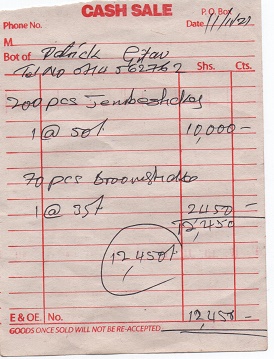 CASH SALE
P.O. Box
Phone No. Date 11/11/21
M
Bot of Patrick Gitau
Tel No 0714 562762
Shs. Cts.
200 pcs Jembesticks
1 @ 50/ 10,000 -
70 pcs Broomsticks
1 @ 35/ 2450 -
12,450
12,450/
E & OE. No. 12,450 -
GOODS ONCE SOLD WILL NOT BE RE-ACCEPTED